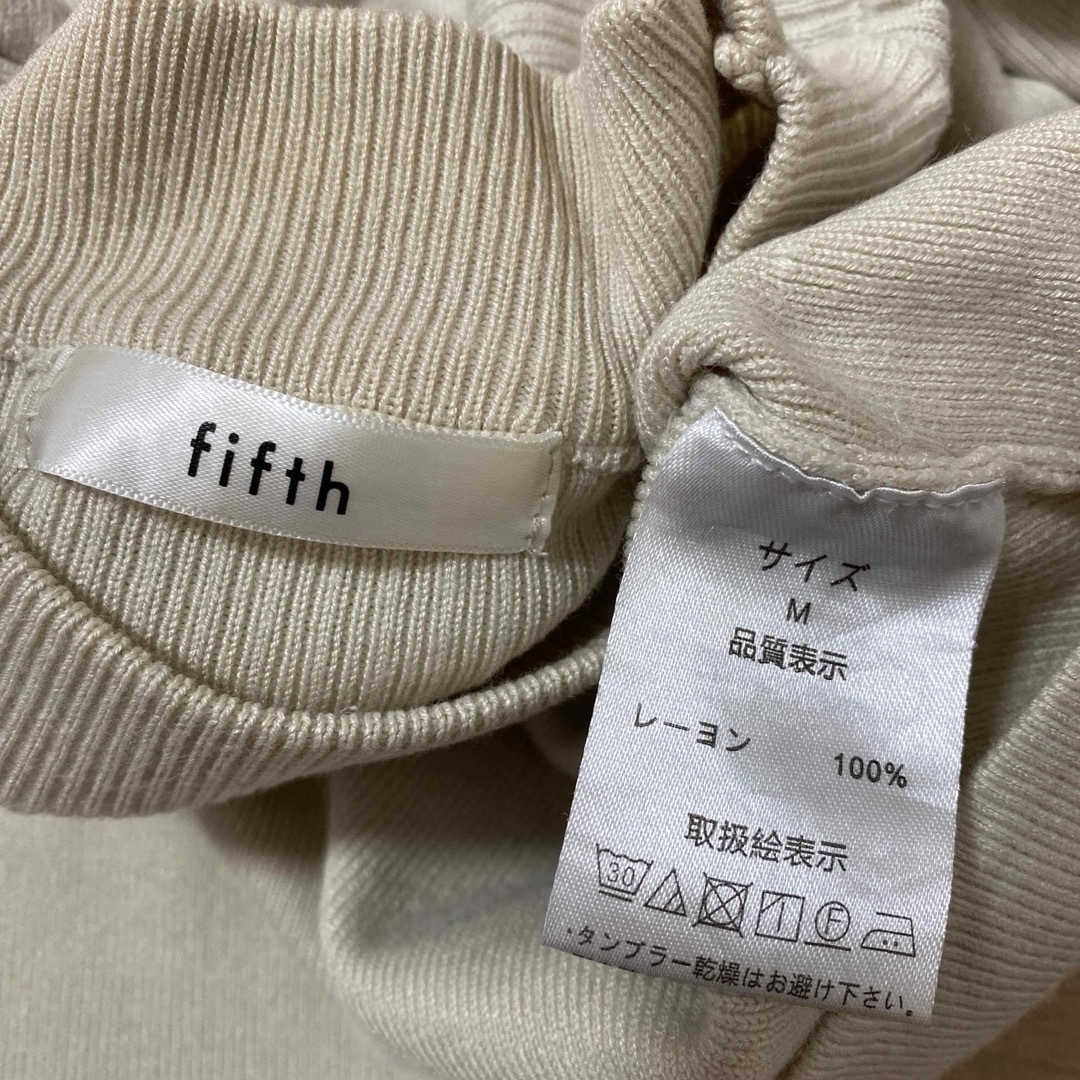 fifth
サイズ
M
品質表示
レーヨン 100%
取扱絵表示
30 F
・タンブラー乾燥はお避け下さい。